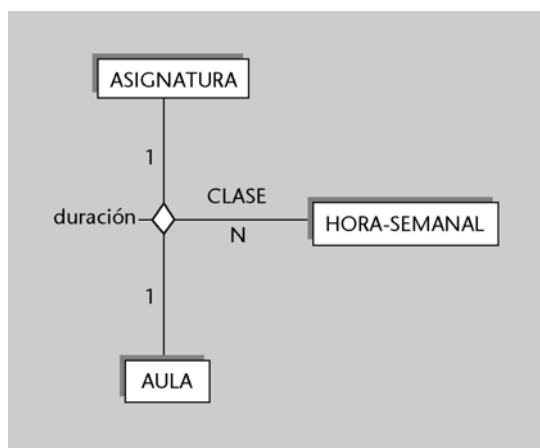 ASIGNATURA
1
CLASE
duración
HORA-SEMANAL
N
1
AULA